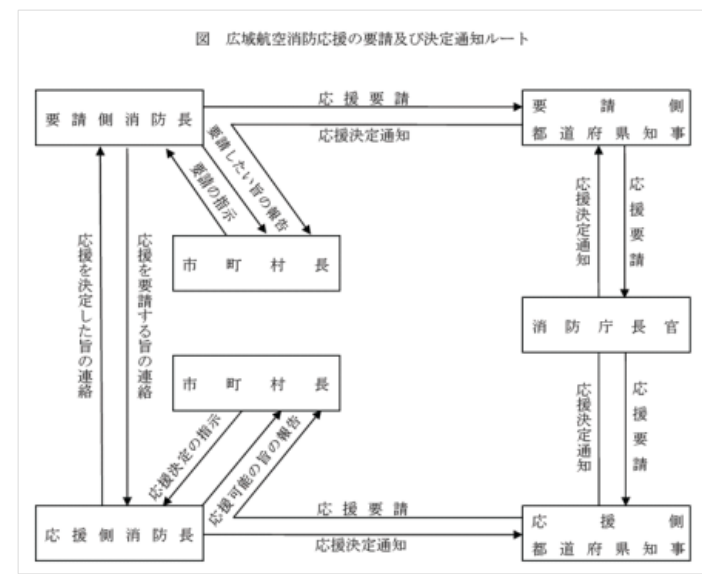 図 広域航空消防応援の要請及び決定通知ルート
要請側消防長
応援要請
要請側
都道府県知事
応援決定通知
要請したい旨の報告
要請の指示
市町村長
応援を決定した旨の連絡
応援を要請する旨の連絡
応援決定通知
応援要請
消防庁長官
市町村長
応援決定の指示
応援可能の旨の報告
応援決定通知
応援要請
応援側消防長
応援要請
応援決定通知
応援側
都道府県知事